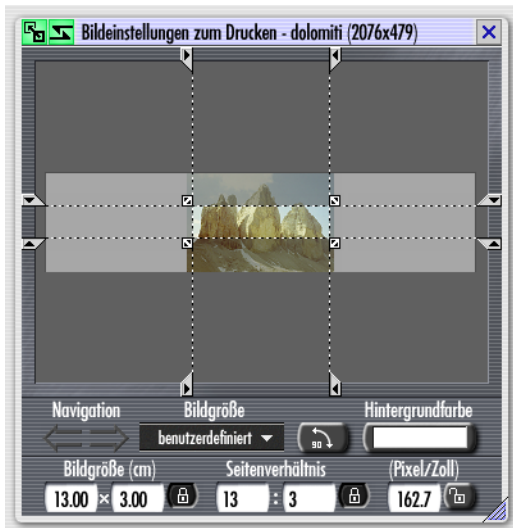 Bildeinstellungen zum Drucken - dolomiti (2076x479)
Navigation Bildgröße Hintergrundfarbe
benutzerdefiniert 90
Bildgröße (cm) Seitenverhältnis (Pixel/Zoll)
13.00 × 3.00 13 : 3 162.7